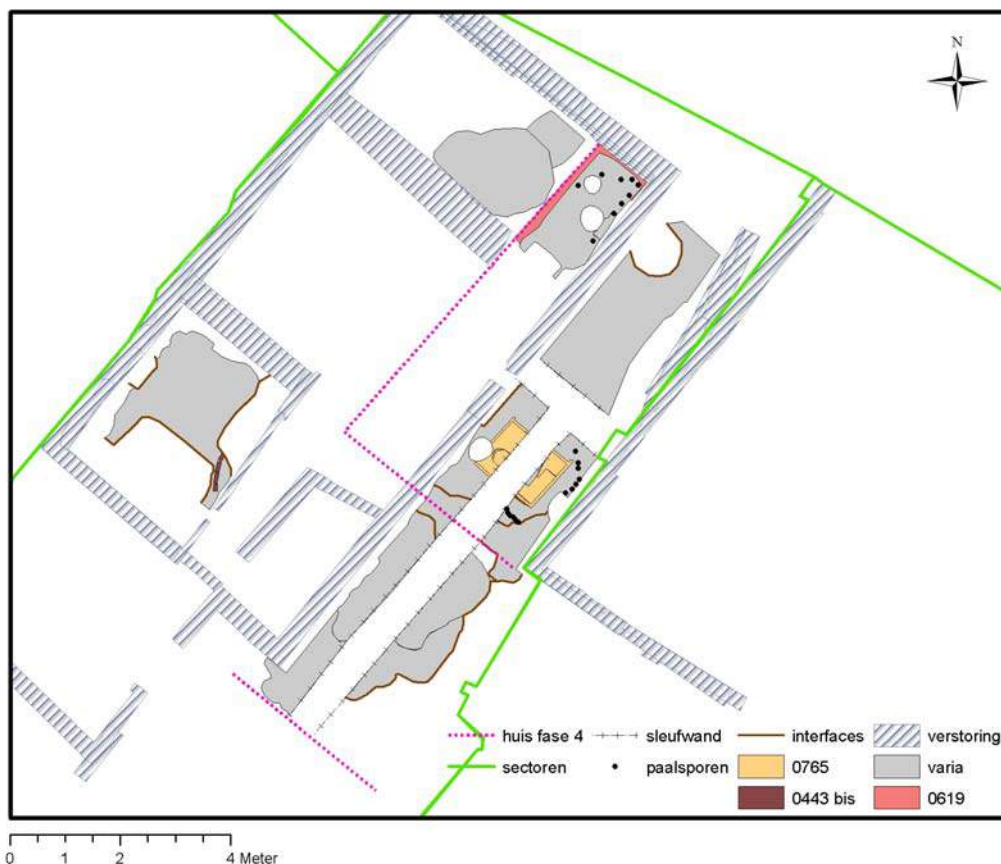 N
huis fase 4 sleufwand interfaces verstoring
sectoren paalsporen 0765 varia
0443 bis 0619
0 1 2 4 Meter